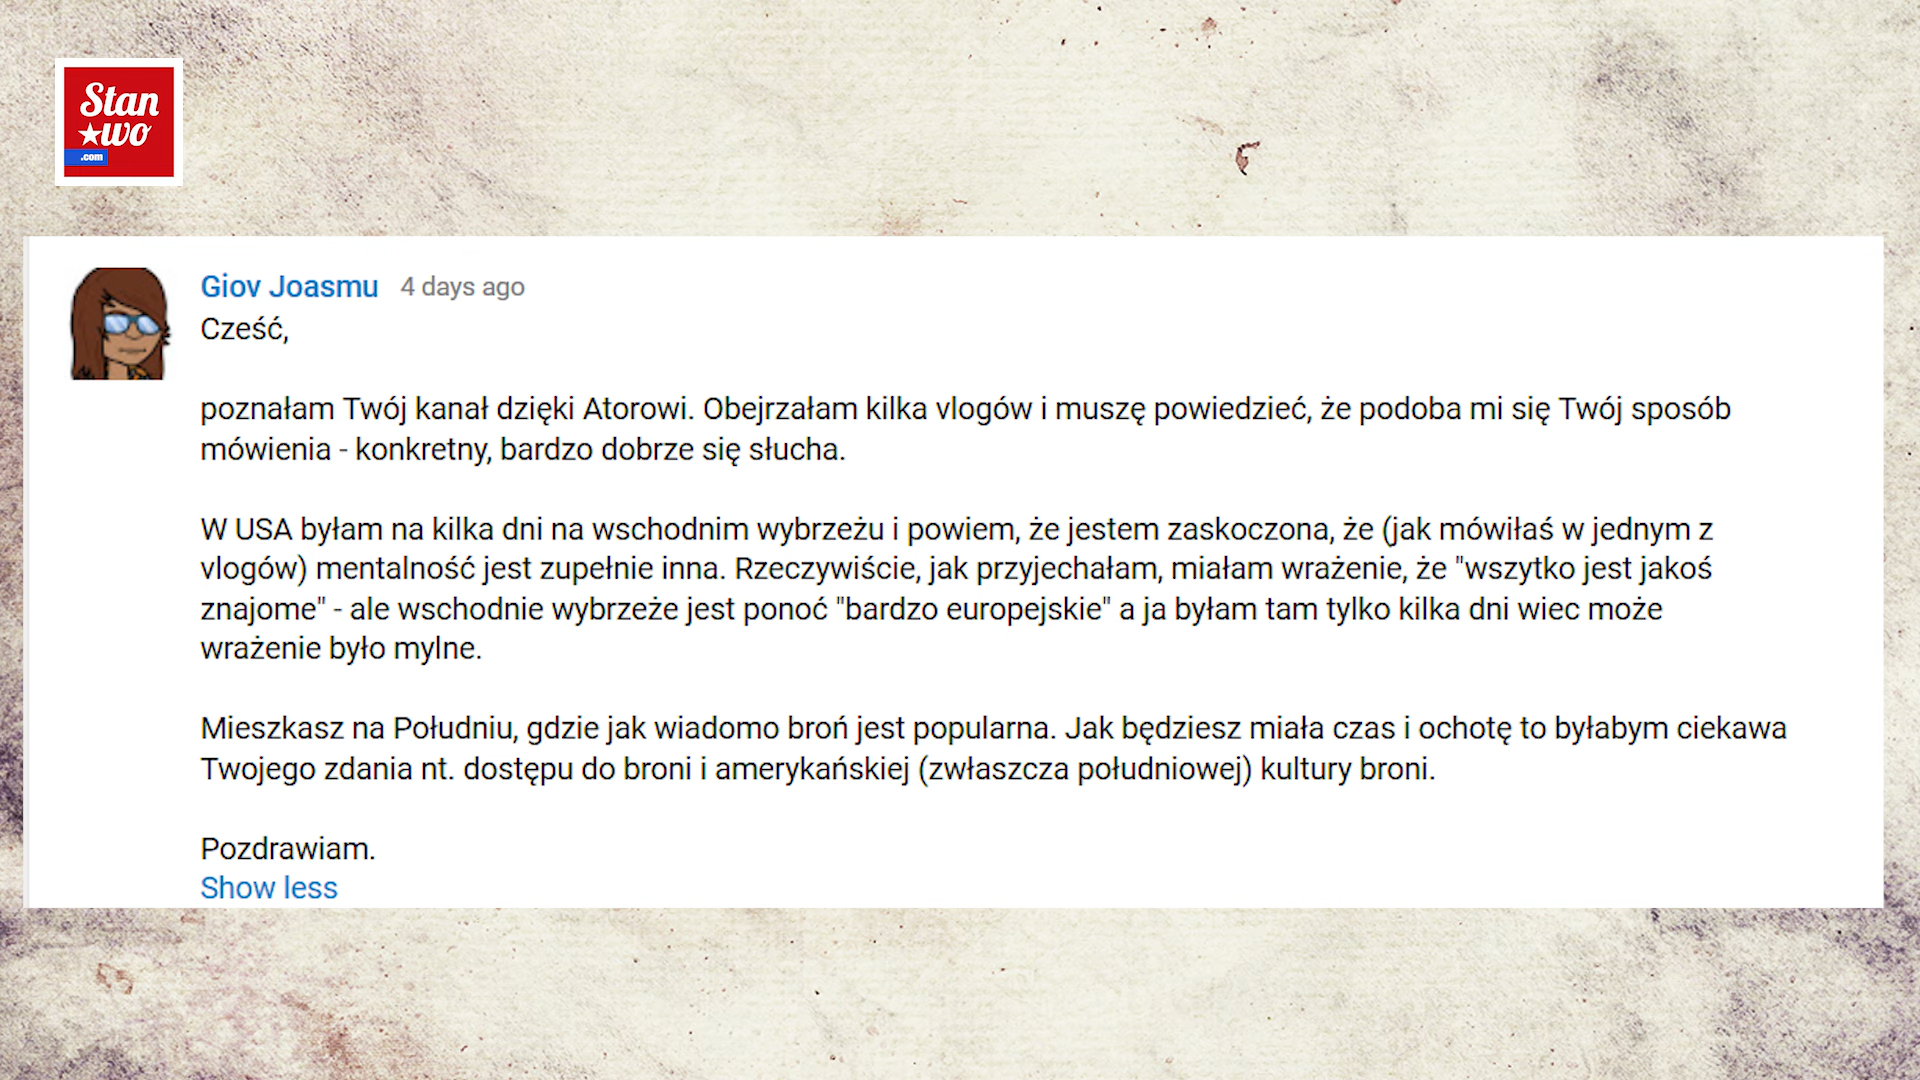 Stan
★wo
.com
Giov Joasmu 4 days ago
Cześć,
poznałam Twój kanał dzięki Atorowi. Obejrzałam kilka vlogów i muszę powiedzieć, że podoba mi się Twój sposób
mówienia - konkretny, bardzo dobrze się słucha.
W USA byłam na kilka dni na wschodnim wybrzeżu i powiem, że jestem zaskoczona, że (jak mówiłaś w jednym z
vlogów) mentalność jest zupełnie inna. Rzeczywiście, jak przyjechałam, miałam wrażenie, że "wszytko jest jakoś
znajome" - ale wschodnie wybrzeże jest ponoć "bardzo europejskie" a ja byłam tam tylko kilka dni wiec może
wrażenie było mylne.
Mieszkasz na Południu, gdzie jak wiadomo broń jest popularna. Jak będziesz miała czas i ochotę to byłabym ciekawa
Twojego zdania nt. dostępu do broni i amerykańskiej (zwłaszcza południowej) kultury broni.
Pozdrawiam.
Show less